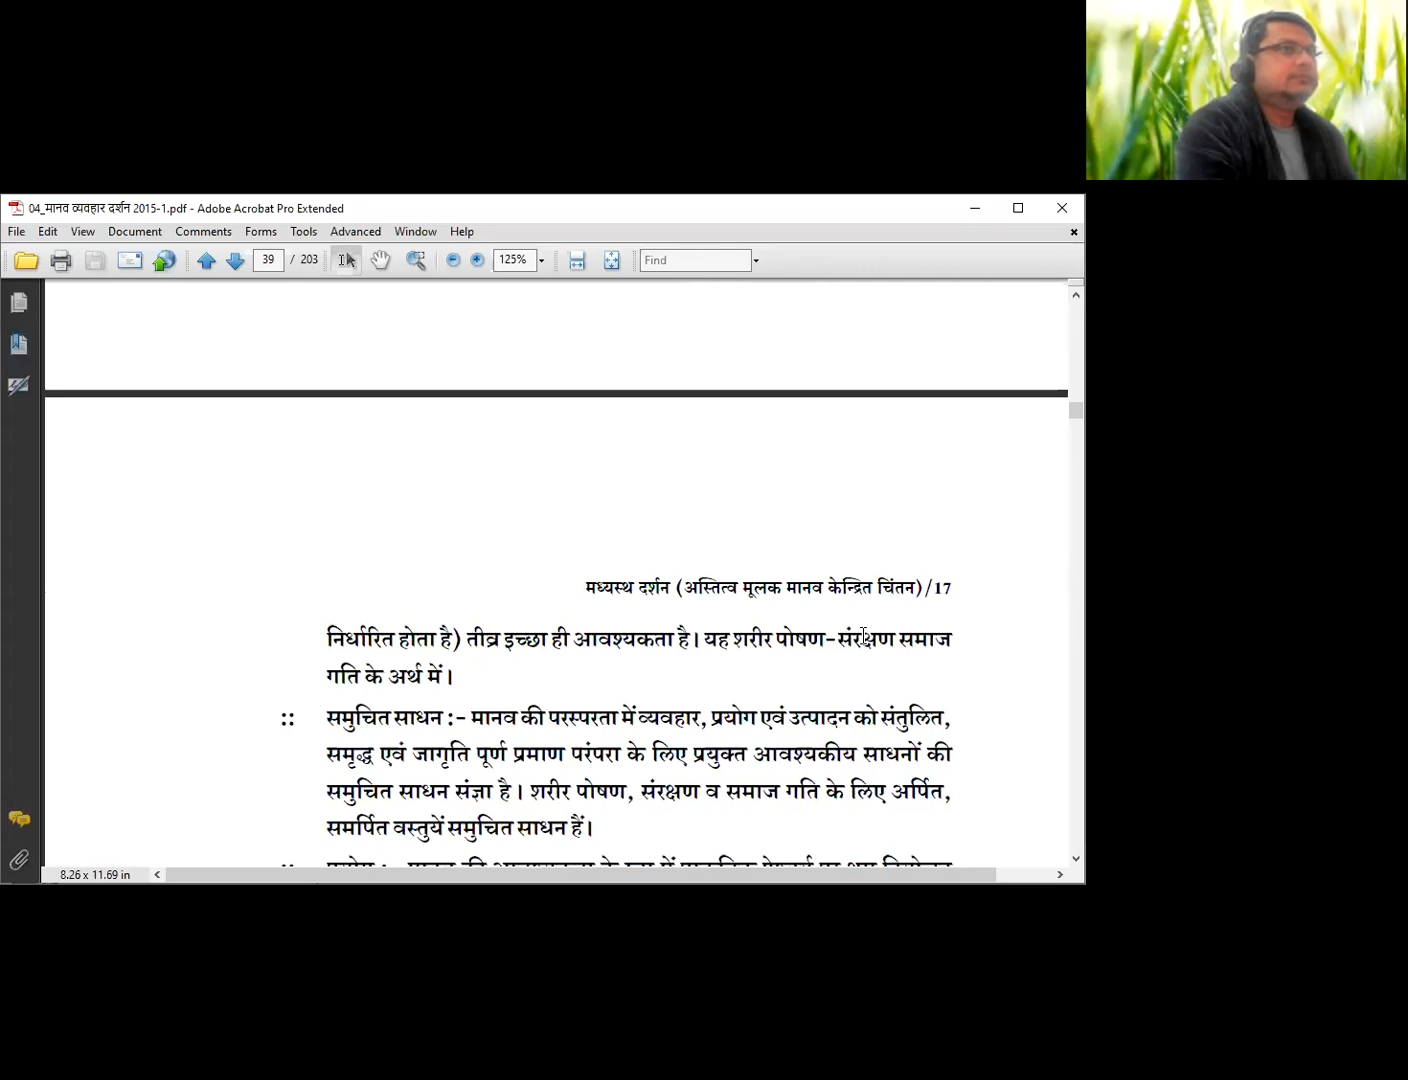 04_मानव व्यवहार दर्शन 2015-1.pdf - Adobe Acrobat Pro Extended
File Edit View Document Comments Forms Tools Advanced Window Help
39 / 203 125% Find
मध्यस्थ दर्शन (अस्तित्व मूलक मानव केन्द्रित चिंतन)/17
निर्धारित होता है) तीव्र इच्छा ही आवश्यकता है। यह शरीर पोषण-संरक्षण समाज
गति के अर्थ में।
:: समुचित साधन :- मानव की परस्परता में व्यवहार, प्रयोग एवं उत्पादन को संतुलित,
समृद्ध एवं जागृति पूर्ण प्रमाण परंपरा के लिए प्रयुक्त आवश्यकीय साधनों की
समुचित साधन संज्ञा है। शरीर पोषण, संरक्षण व समाज गति के लिए अर्पित,
समर्पित वस्तुयें समुचित साधन हैं।
8.26 x 11.69 in